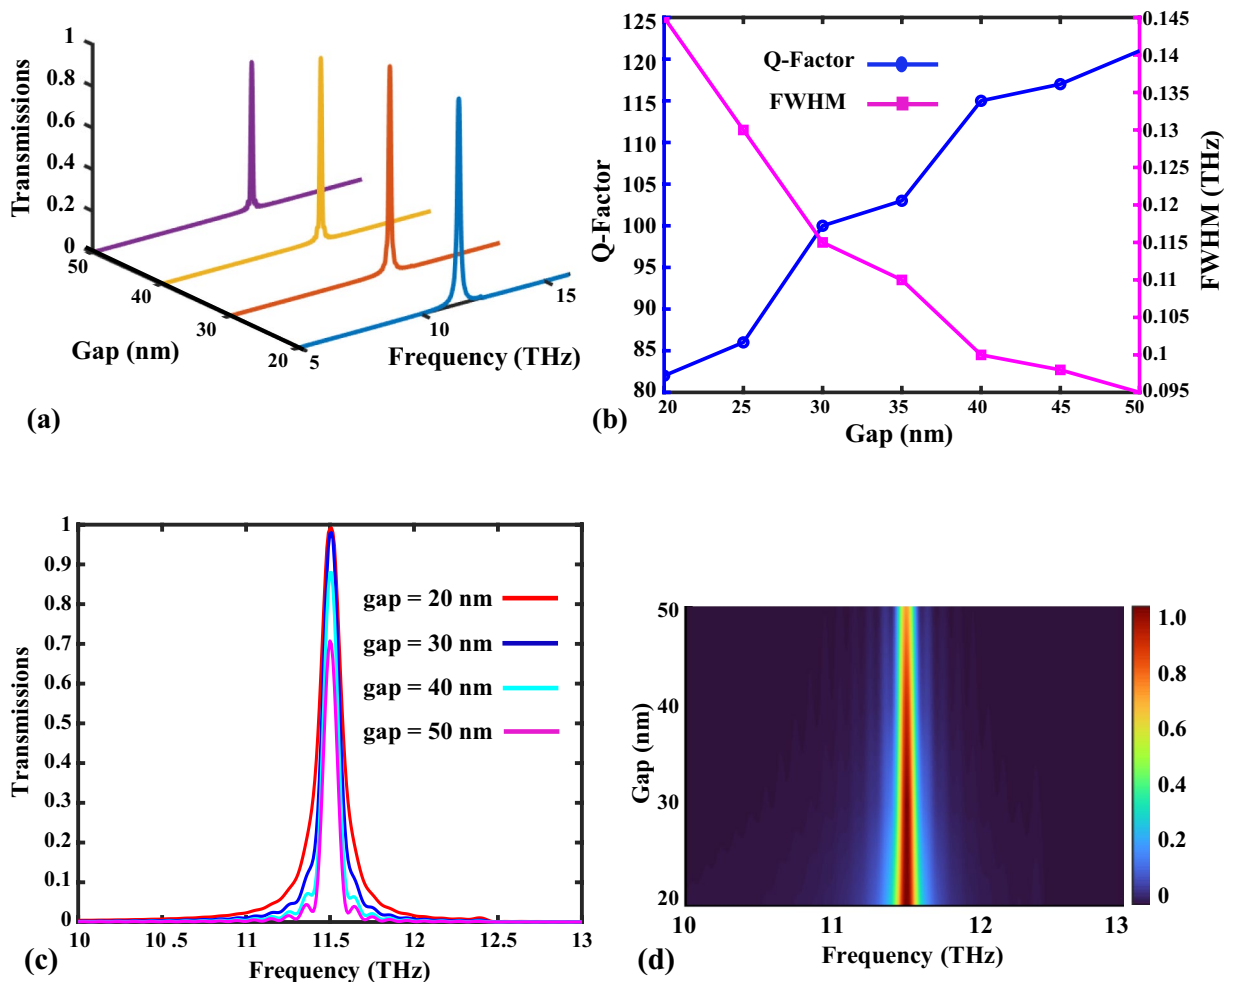 1
0.8
0.6
0.4
0.2
0
Transmissions
50
40
30
20
Gap (nm)
5
10
15
Frequency (THz)
(a)
125
120
115
110
105
100
95
90
85
80
Q-Factor
Q-Factor
FWHM
0.145
0.14
0.135
0.13
0.125
0.12
0.115
0.11
0.105
0.1
0.095
FWHM (THz)
20 25 30 35 40 45 50
Gap (nm)
(b)
1
0.9
0.8
0.7
0.6
0.5
0.4
0.3
0.2
0.1
0
Transmissions
gap = 20 nm
gap = 30 nm
gap = 40 nm
gap = 50 nm
10 10 .5 11 11.5 12 12.5 13
Frequency (THz)
(c)
50
40
30
20
Gap (nm)
1.0
0.8
0.6
0.4
0.2
0
10 11 12 13
Frequency (THz)
(d)